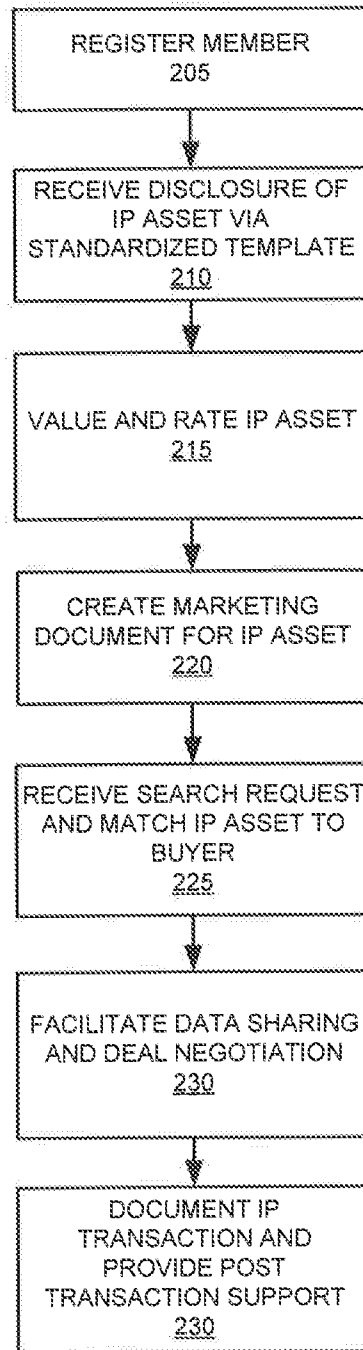 REGISTER MEMBER
205
RECEIVE DISCLOSURE OF
IP ASSET VIA
STANDARDIZED TEMPLATE
210
VALUE AND RATE IP ASSET
215
CREATE MARKETING
DOCUMENT FOR IP ASSET
220
RECEIVE SEARCH REQUEST
AND MATCH IP ASSET TO
BUYER
225
FACILITATE DATA SHARING
AND DEAL NEGOTIATION
230
DOCUMENT IP
TRANSACTION AND
PROVIDE POST
TRANSACTION SUPPORT
230